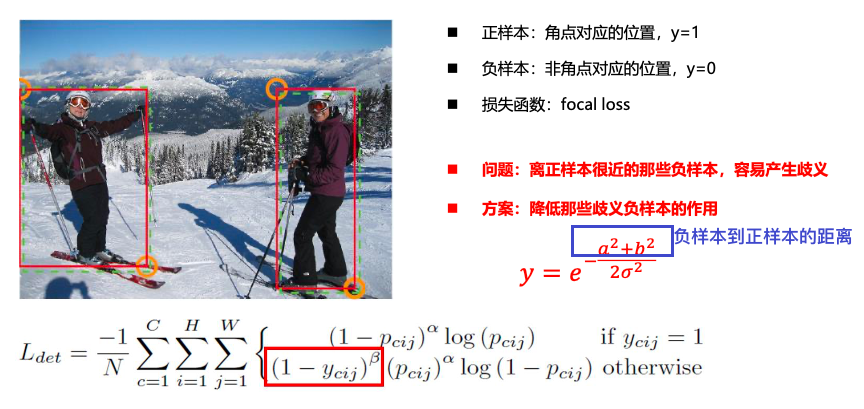 ■ 正样本：角点对应的位置，y=1
■ 负样本：非角点对应的位置，y=0
■ 损失函数：focal loss
■ 问题：离正样本很近的那些负样本，容易产生歧义
■ 方案：降低那些歧义负样本的作用
负样本到正样本的距离
$y = e^{-\frac{a^2+b^2}{2\sigma^2}}$
$L_{det} = \frac{-1}{N} \sum_{c=1}^{C} \sum_{i=1}^{H} \sum_{j=1}^{W} \begin{cases} (1 - p_{cij})^{\alpha} \log (p_{cij}) & \text{if } y_{cij} = 1 \\ (1 - y_{cij})^{\beta} (p_{cij})^{\alpha} \log (1 - p_{cij}) & \text{otherwise} \end{cases}$